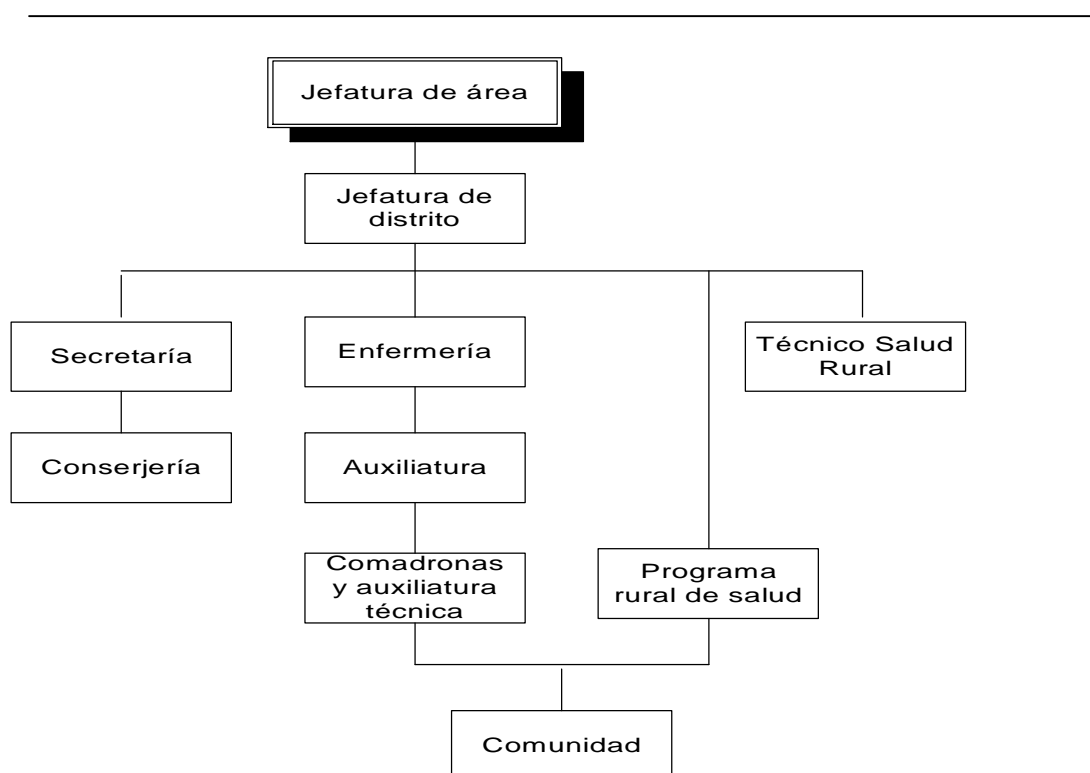 Jefatura de área
Jefatura de
distrito
Secretaría
Enfermería
Técnico Salud
Rural
Conserjería
Auxiliatura
Comadronas
y auxiliatura
técnica
Programa
rural de salud
Comunidad